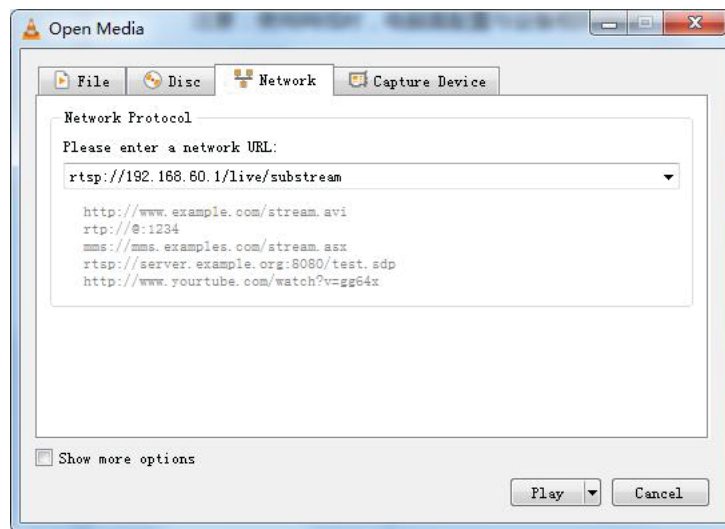 Open Media
File Disc Network Capture Device
Network Protocol
Please enter a network URL:
rtsp://192.168.60.1/live/substream
http://www.example.com/stream.avi
rtp://@:1234
mms://mms.examples.com/stream.asx
rtsp://server.example.org:8080/test.sdp
http://www.yourtube.com/watch?v=gg64x
Show more options
Play Cancel